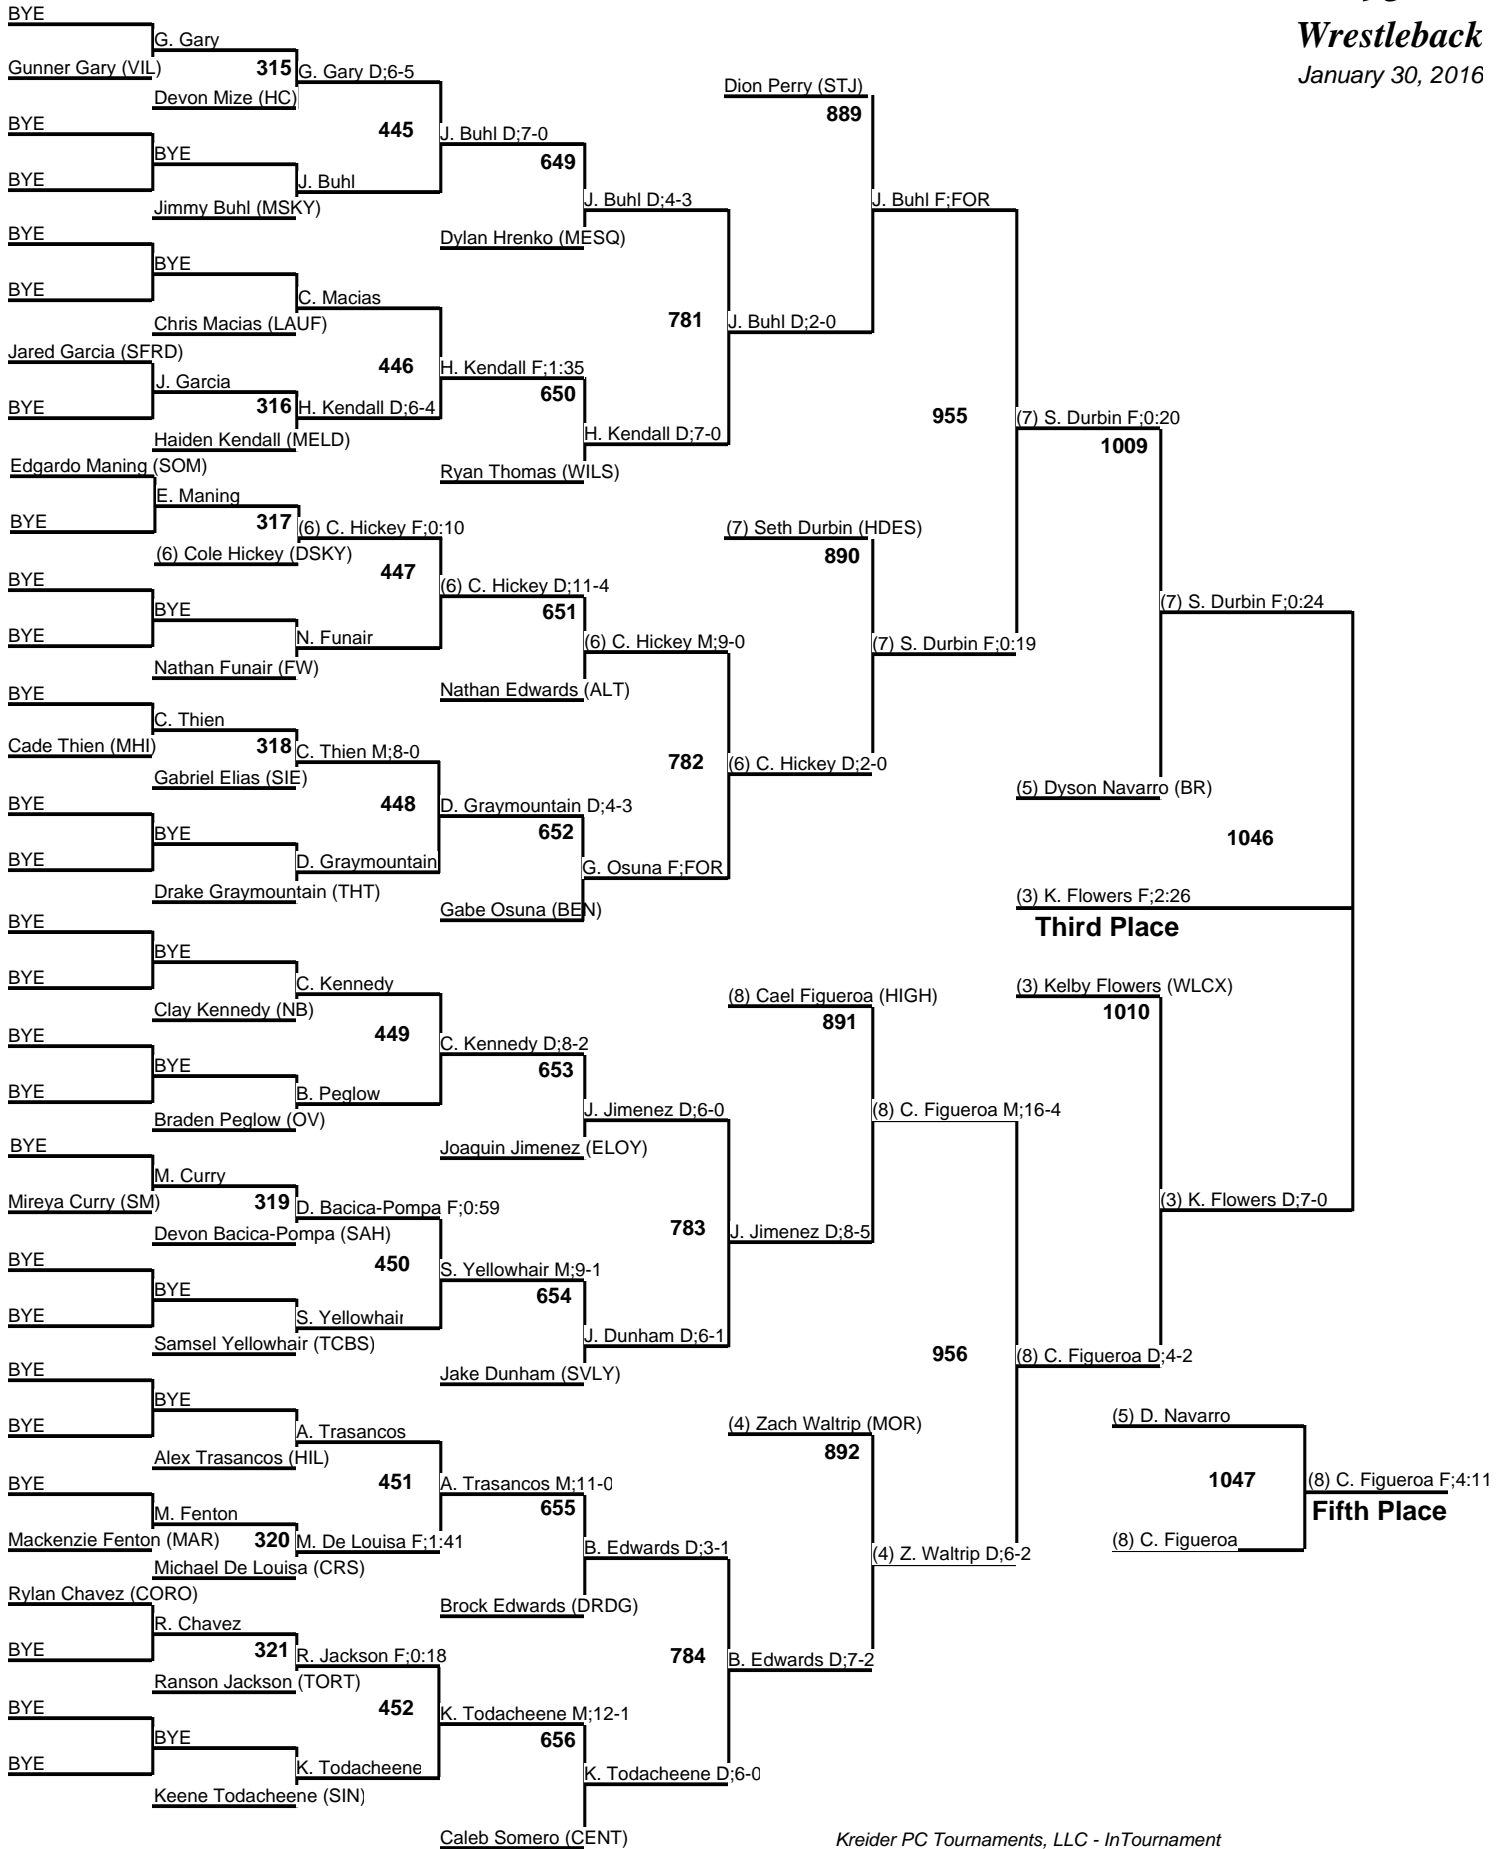 Wrestleback
January 30, 2016
BYE
G. Gary
Gunner Gary (VIL)
315
G. Gary D;6-5
Devon Mize (HC)
445
BYE
BYE
BYE
J. Buhl
Jimmy Buhl (MSKY)
J. Buhl D;7-0
649
J. Buhl D;4-3
Dylan Hrenko (MESQ)
Dion Perry (STJ)
889
J. Buhl F;FOR
BYE
BYE
BYE
C. Macias
Chris Macias (LAUF)
781
J. Buhl D;2-0
Jared Garcia (SFRD)
J. Garcia
BYE
316
H. Kendall D;6-4
Haiden Kendall (MELD)
446
H. Kendall F;1:35
650
H. Kendall D;7-0
Ryan Thomas (WILS)
955
(7) S. Durbin F;0:20
1009
Edgardo Maning (SOM)
E. Maning
BYE
317
(6) C. Hickey F;0:10
(6) Cole Hickey (DSKY)
447
(7) Seth Durbin (HDES)
890
BYE
BYE
BYE
N. Funair
Nathan Funair (FW)
(6) C. Hickey D;11-4
651
(6) C. Hickey M;9-0
Nathan Edwards (ALT)
(7) S. Durbin F;0:19
(7) S. Durbin F;0:24
BYE
C. Thien
Cade Thien (MHI)
318
C. Thien M;8-0
Gabriel Elias (SIE)
448
782
(6) C. Hickey D;2-0
(5) Dyson Navarro (BR)
BYE
BYE
BYE
D. Graymountain
Drake Graymountain (THT)
D. Graymountain D;4-3
652
G. Osuna F;FOR
Gabe Osuna (BEN)
1046
(3) K. Flowers F;2:26
Third Place
BYE
BYE
BYE
C. Kennedy
Clay Kennedy (NB)
449
(8) Cael Figueroa (HIGH)
891
(3) Kelby Flowers (WLCX)
1010
BYE
BYE
BYE
B. Peglow
Braden Peglow (OV)
C. Kennedy D;8-2
653
J. Jimenez D;6-0
Joaquin Jimenez (ELOY)
(8) C. Figueroa M;16-4
BYE
M. Curry
Mireya Curry (SM)
319
D. Bacica-Pompa F;0:59
Devon Bacica-Pompa (SAH)
450
783
J. Jimenez D;8-5
(3) K. Flowers D;7-0
BYE
BYE
BYE
S. Yellowhair
Samsel Yellowhair (TCBS)
S. Yellowhair M;9-1
654
J. Dunham D;6-1
Jake Dunham (SVLY)
956
(8) C. Figueroa D;4-2
BYE
BYE
BYE
A. Trasancos
Alex Trasancos (HIL)
451
(4) Zach Waltrip (MOR)
892
(5) D. Navarro
BYE
M. Fenton
Mackenzie Fenton (MAR)
320
M. De Louisa F;1:41
Michael De Louisa (CRS)
A. Trasancos M;11-0
655
B. Edwards D;3-1
Brock Edwards (DRDG)
(4) Z. Waltrip D;6-2
1047
(8) C. Figueroa F;4:11
Fifth Place
(8) C. Figueroa
Rylan Chavez (CORO)
R. Chavez
BYE
321
R. Jackson F;0:18
Ranson Jackson (TORT)
452
784
B. Edwards D;7-2
BYE
BYE
BYE
K. Todacheene
Keene Todacheene (SIN)
K. Todacheene M;12-1
656
K. Todacheene D;6-0
Caleb Somero (CENT)
Kreider PC Tournaments, LLC - InTournament